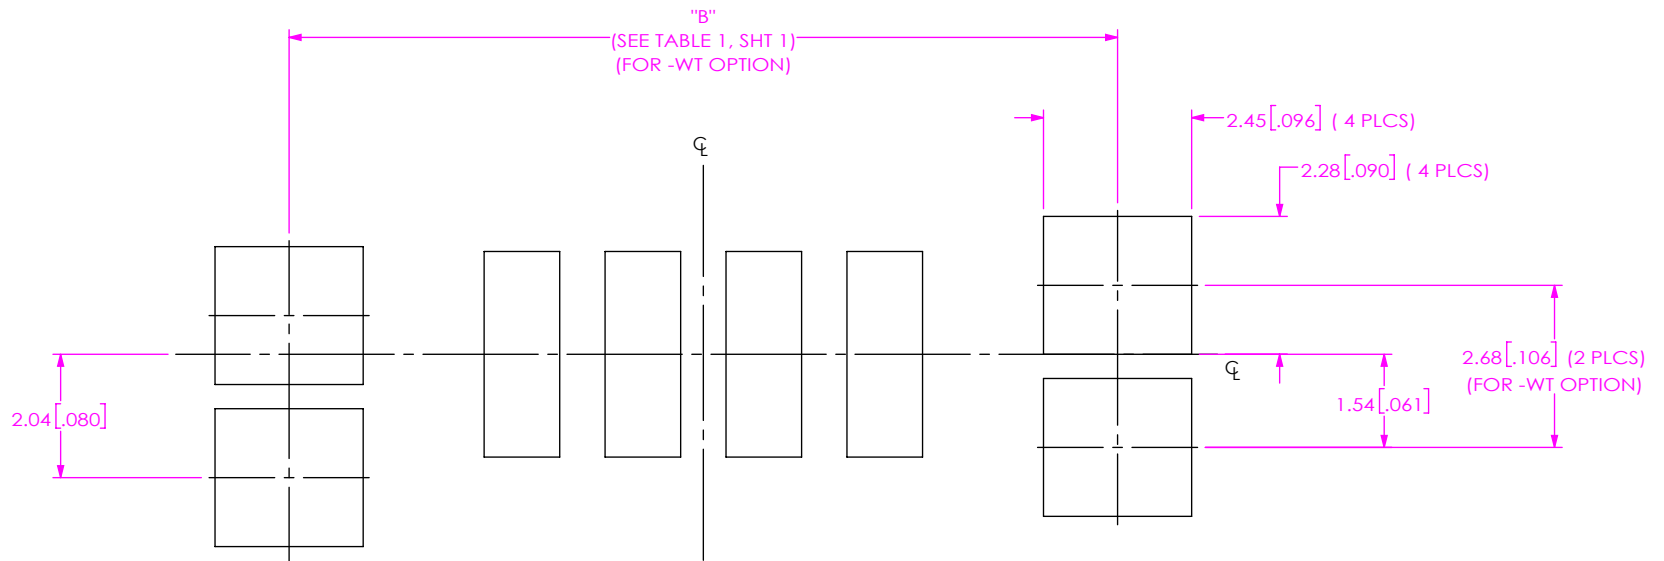 "B"
(SEE TABLE 1, SHT 1)
(FOR -WT OPTION)
2.45[.096] ( 4 PLCS)
℄
2.28[.090] ( 4 PLCS)
2.68[.106] (2 PLCS)
(FOR -WT OPTION)
℄
1.54[.061]
2.04[.080]